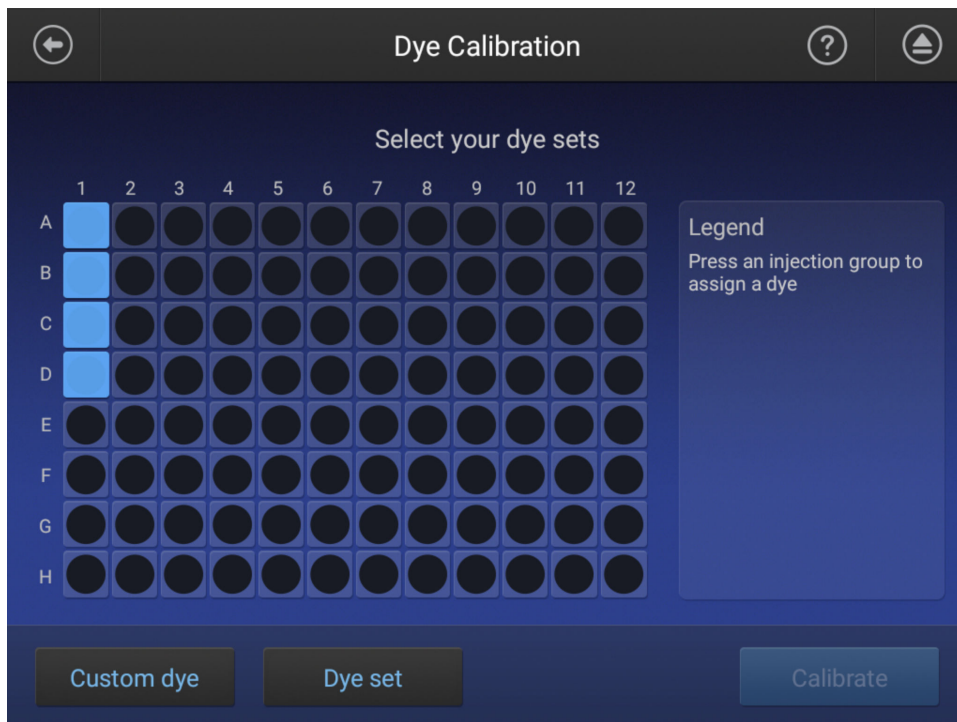 ?
Dye Calibration
Select your dye sets
1 2 3 4 5 6 7 8 9 10 11 12
A
B
C
D
E
F
G
H
Legend
Press an injection group to
assign a dye
Custom dye
Dye set
Calibrate